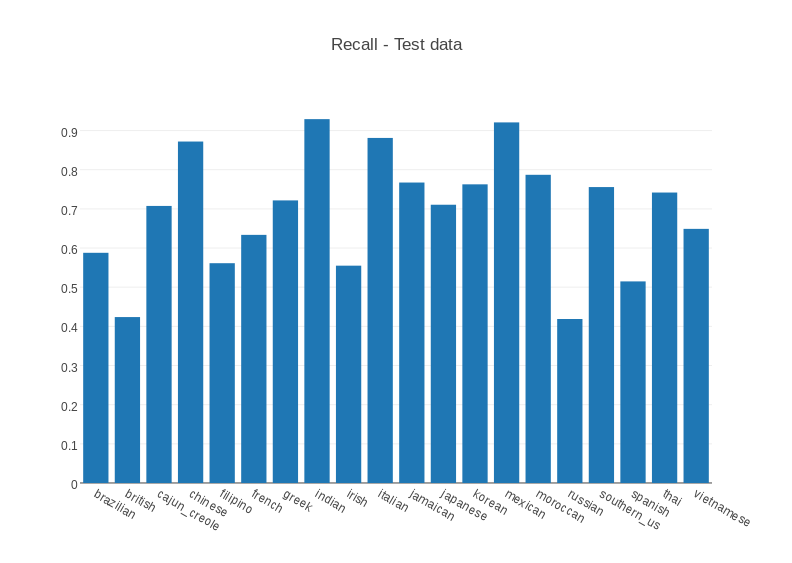 Recall - Test data
0.9
0.8
0.7
0.6
0.5
0.4
0.3
0.2
0.1
0
brazilian
british
cajun_creole
chinese
filipino
french
greek
indian
irish
italian
jamaican
japanese
korean
mexican
moroccan
russian
southern_us
spanish
thai
vietnamese